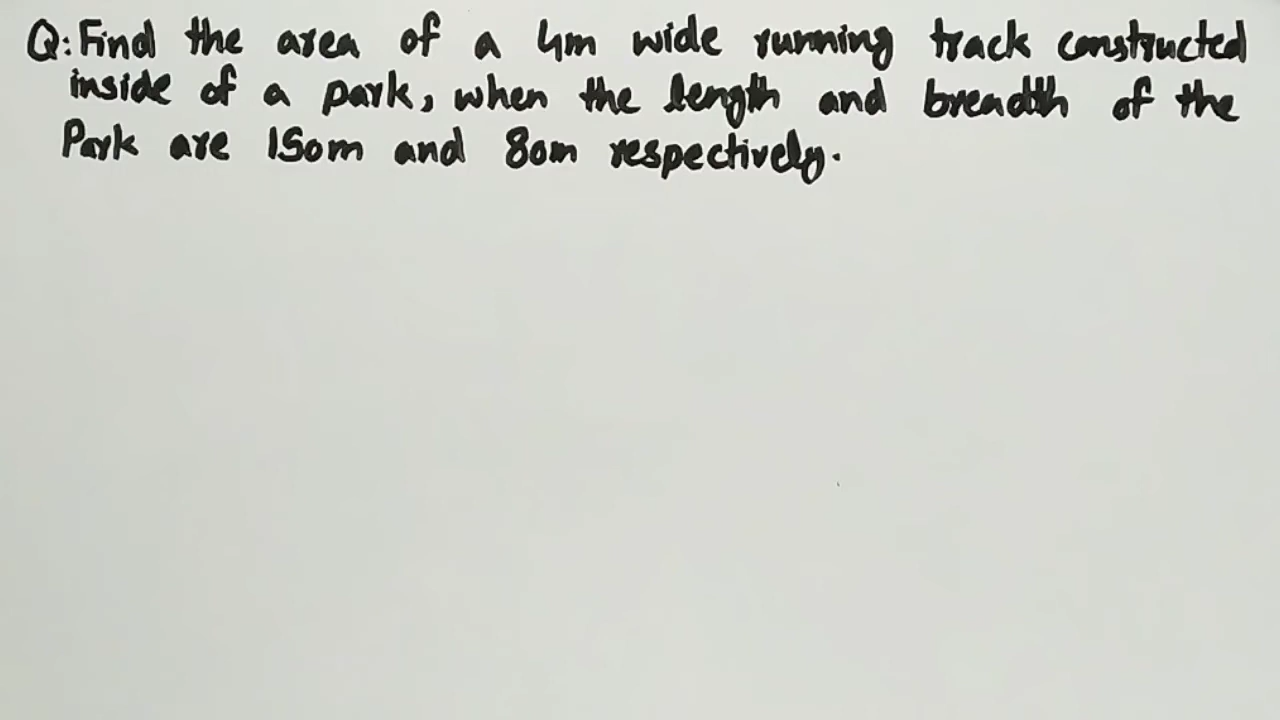 Q: Find the area of a 4m wide running track constructed
inside of a park, when the length and breadth of the
Park are 150m and 80m respectively.